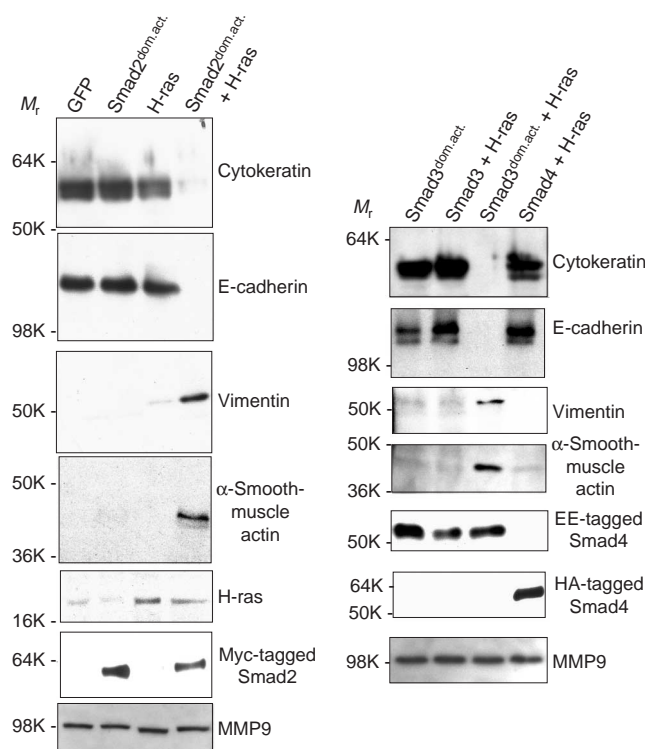 GFP
Smad2dom.act.
H-ras
Smad2dom.act.
+ H-ras
Mr
64K
Cytokeratin
50K
E-cadherin
98K
Vimentin
50K
50K
α-Smooth-
muscle
actin
36K
H-ras
16K
64K
Myc-tagged
Smad2
98K
MMP9
Smad3dom.act.
Smad3 + H-ras
Smad3dom.act. + H-ras
Smad4 + H-ras
Mr
64K
Cytokeratin
E-cadherin
98K
50K
Vimentin
50K
α-Smooth-
muscle
actin
36K
EE-tagged
Smad4
50K
64K
HA-tagged
Smad4
50K
98K
MMP9